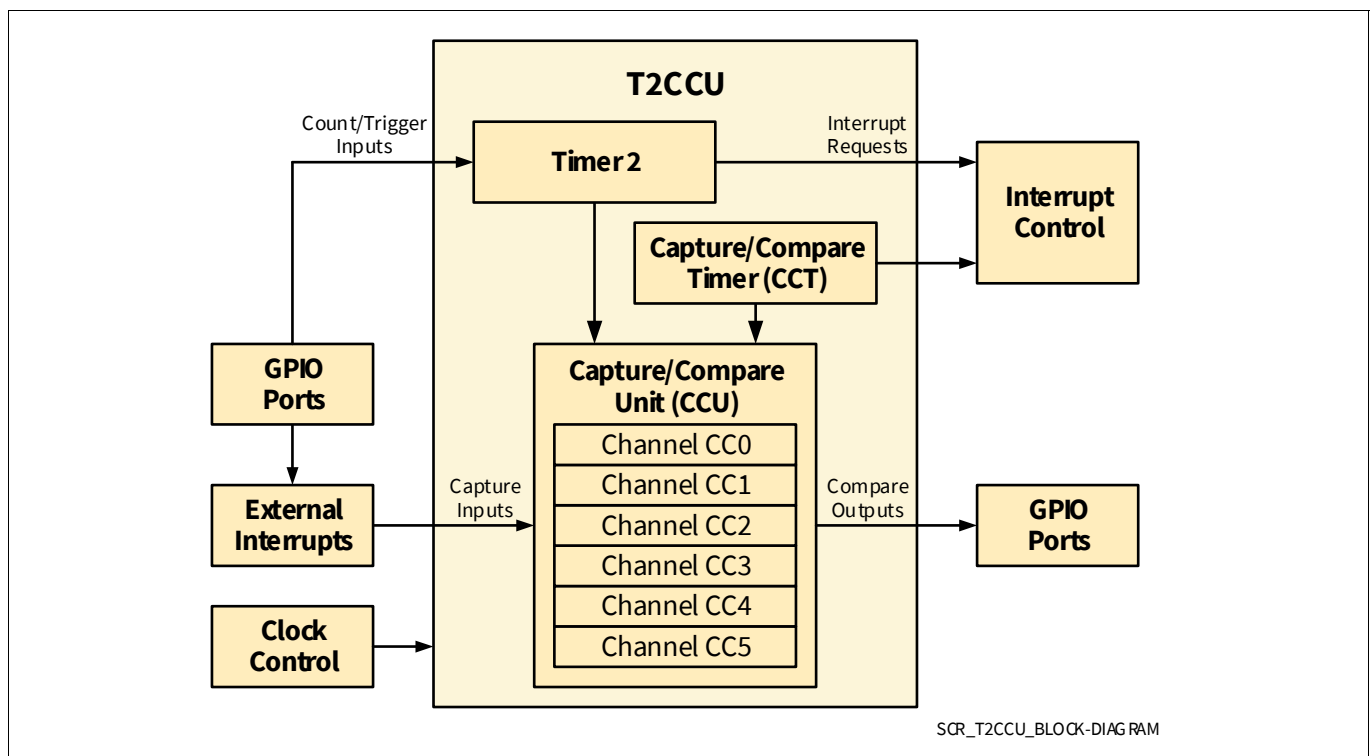 T2CCU
Count/Trigger
Inputs
Timer 2
Interrupt
Requests
Interrupt
Control
Capture/Compare
Timer (CCT)
GPIO
Ports
Capture/Compare
Unit (CCU)
Channel CC0
Channel CC1
Channel CC2
Channel CC3
Channel CC4
Channel CC5
External
Interrupts
Capture
Inputs
Compare
Outputs
GPIO
Ports
Clock
Control
SCR_T2CCU_BLOCK-DIAGRAM